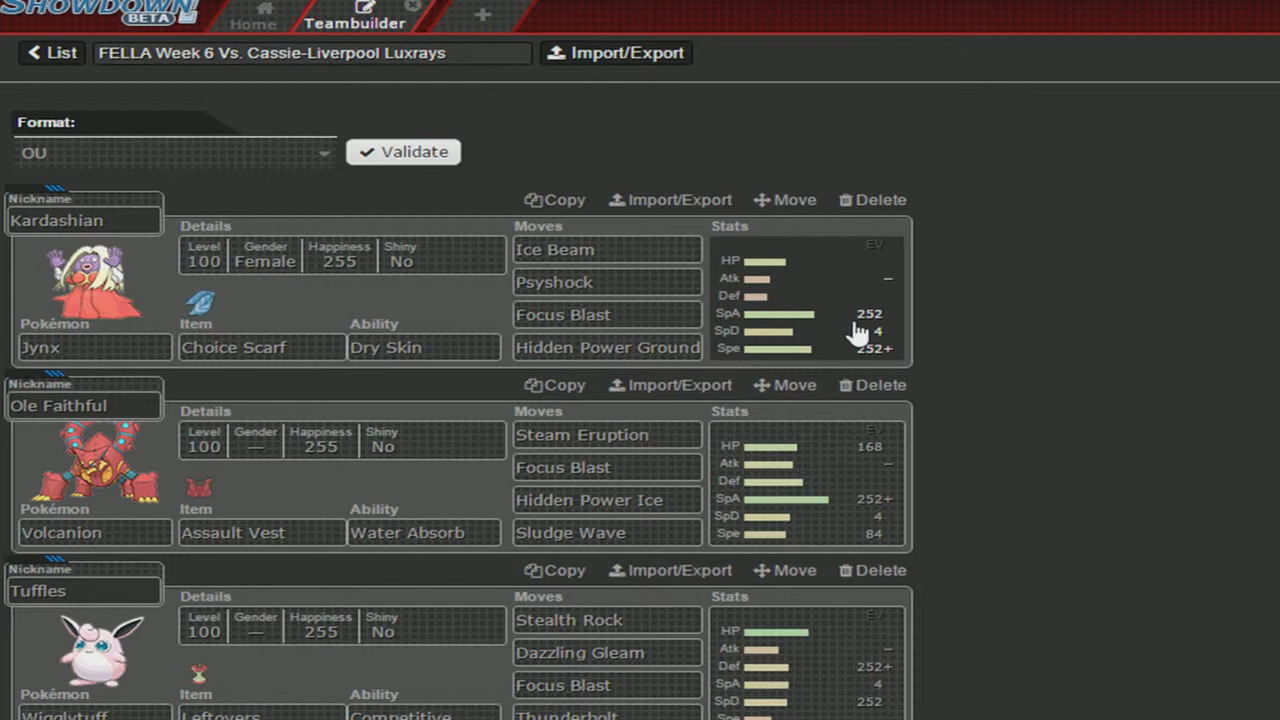 SHOWDOWN
BETA
Home
Teambuilder
List
FELLA Week 6 Vs. Cassie-Liverpool Luxrays
Import/Export
Format:
OU
Validate
Nickname
Kardashian
Copy Import/Export Move Delete
Details
Moves
Stats
Level Gender Happiness Shiny
100 Female 255 No
Ice Beam
Psyshock
Focus Blast
Hidden Power Ground
EV
HP
Atk –
Def
SpA 252
SpD 4
Spe 252+
Pokémon Item Ability
Jynx Choice Scarf Dry Skin
Nickname
Ole Faithful
Copy Import/Export Move Delete
Details
Moves
Stats
Level Gender Happiness Shiny
100 — 255 No
Steam Eruption
Focus Blast
Hidden Power Ice
Sludge Wave
EV
HP 168
Atk –
Def
SpA 252+
SpD 4
Spe 84
Pokémon Item Ability
Volcanion Assault Vest Water Absorb
Nickname
Tuffles
Copy Import/Export Move Delete
Details
Moves
Stats
Level Gender Happiness Shiny
100 — 255 No
Stealth Rock
Dazzling Gleam
Focus Blast
Thunderbolt
EV
HP
Atk –
Def 252+
SpA 4
SpD 252
Spe
Pokémon Item Ability
Wigglytuff Leftovers Competitive